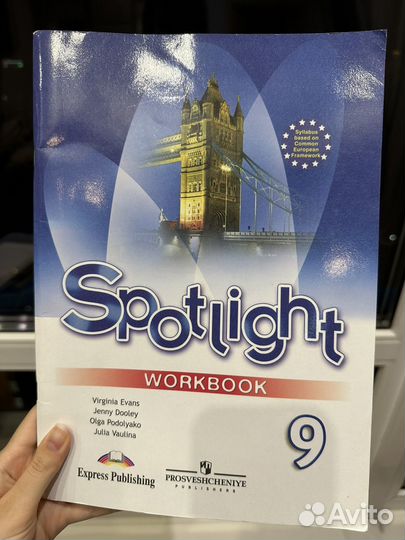 Syllabus
based on
Common
European
Framework
Spotlight
WORKBOOK
Virginia Evans
Jenny Dooley
Olga Podolyako
Julia Vaulina
9
Express Publishing
PROSVESHCHENIYE
PUBLISHERS
Avito